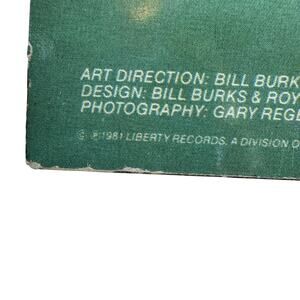 ART DIRECTION: BILL BURK
DESIGN: BILL BURKS & ROY
PHOTOGRAPHY: GARY REGE
© ℗ 1981 LIBERTY RECORDS, A DIVISION O